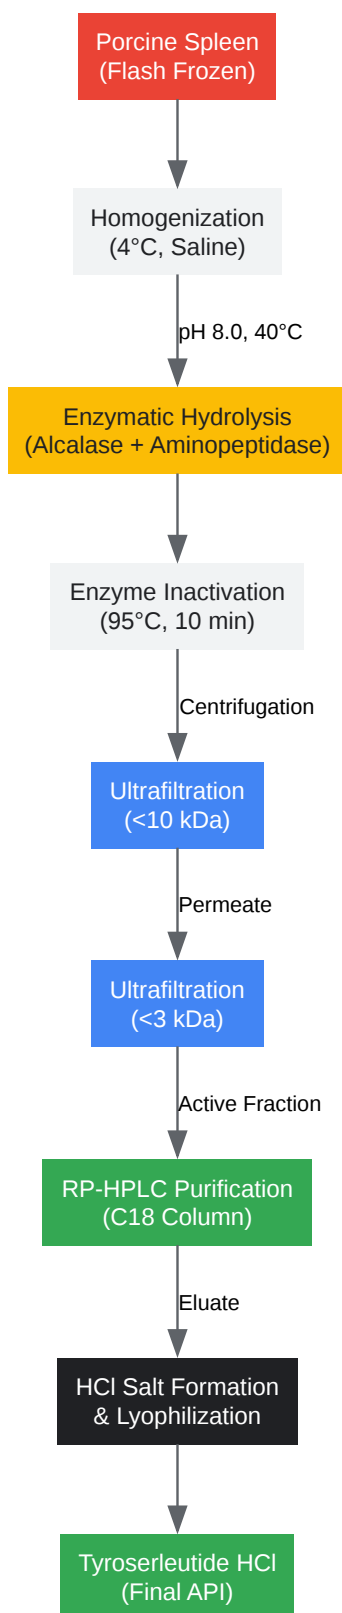 Porcine Spleen
(Flash Frozen)
Homogenization
(4°C, Saline)
pH 8.0, 40°C
Enzymatic Hydrolysis
(Alcalase + Aminopeptidase)
Enzyme Inactivation
(95°C, 10 min)
Centrifugation
Ultrafiltration
(<10 kDa)
Permeate
Ultrafiltration
(<3 kDa)
Active Fraction
RP-HPLC Purification
(C18 Column)
Eluate
HCl Salt Formation
& Lyophilization
Tyroserleutide HCl
(Final API)